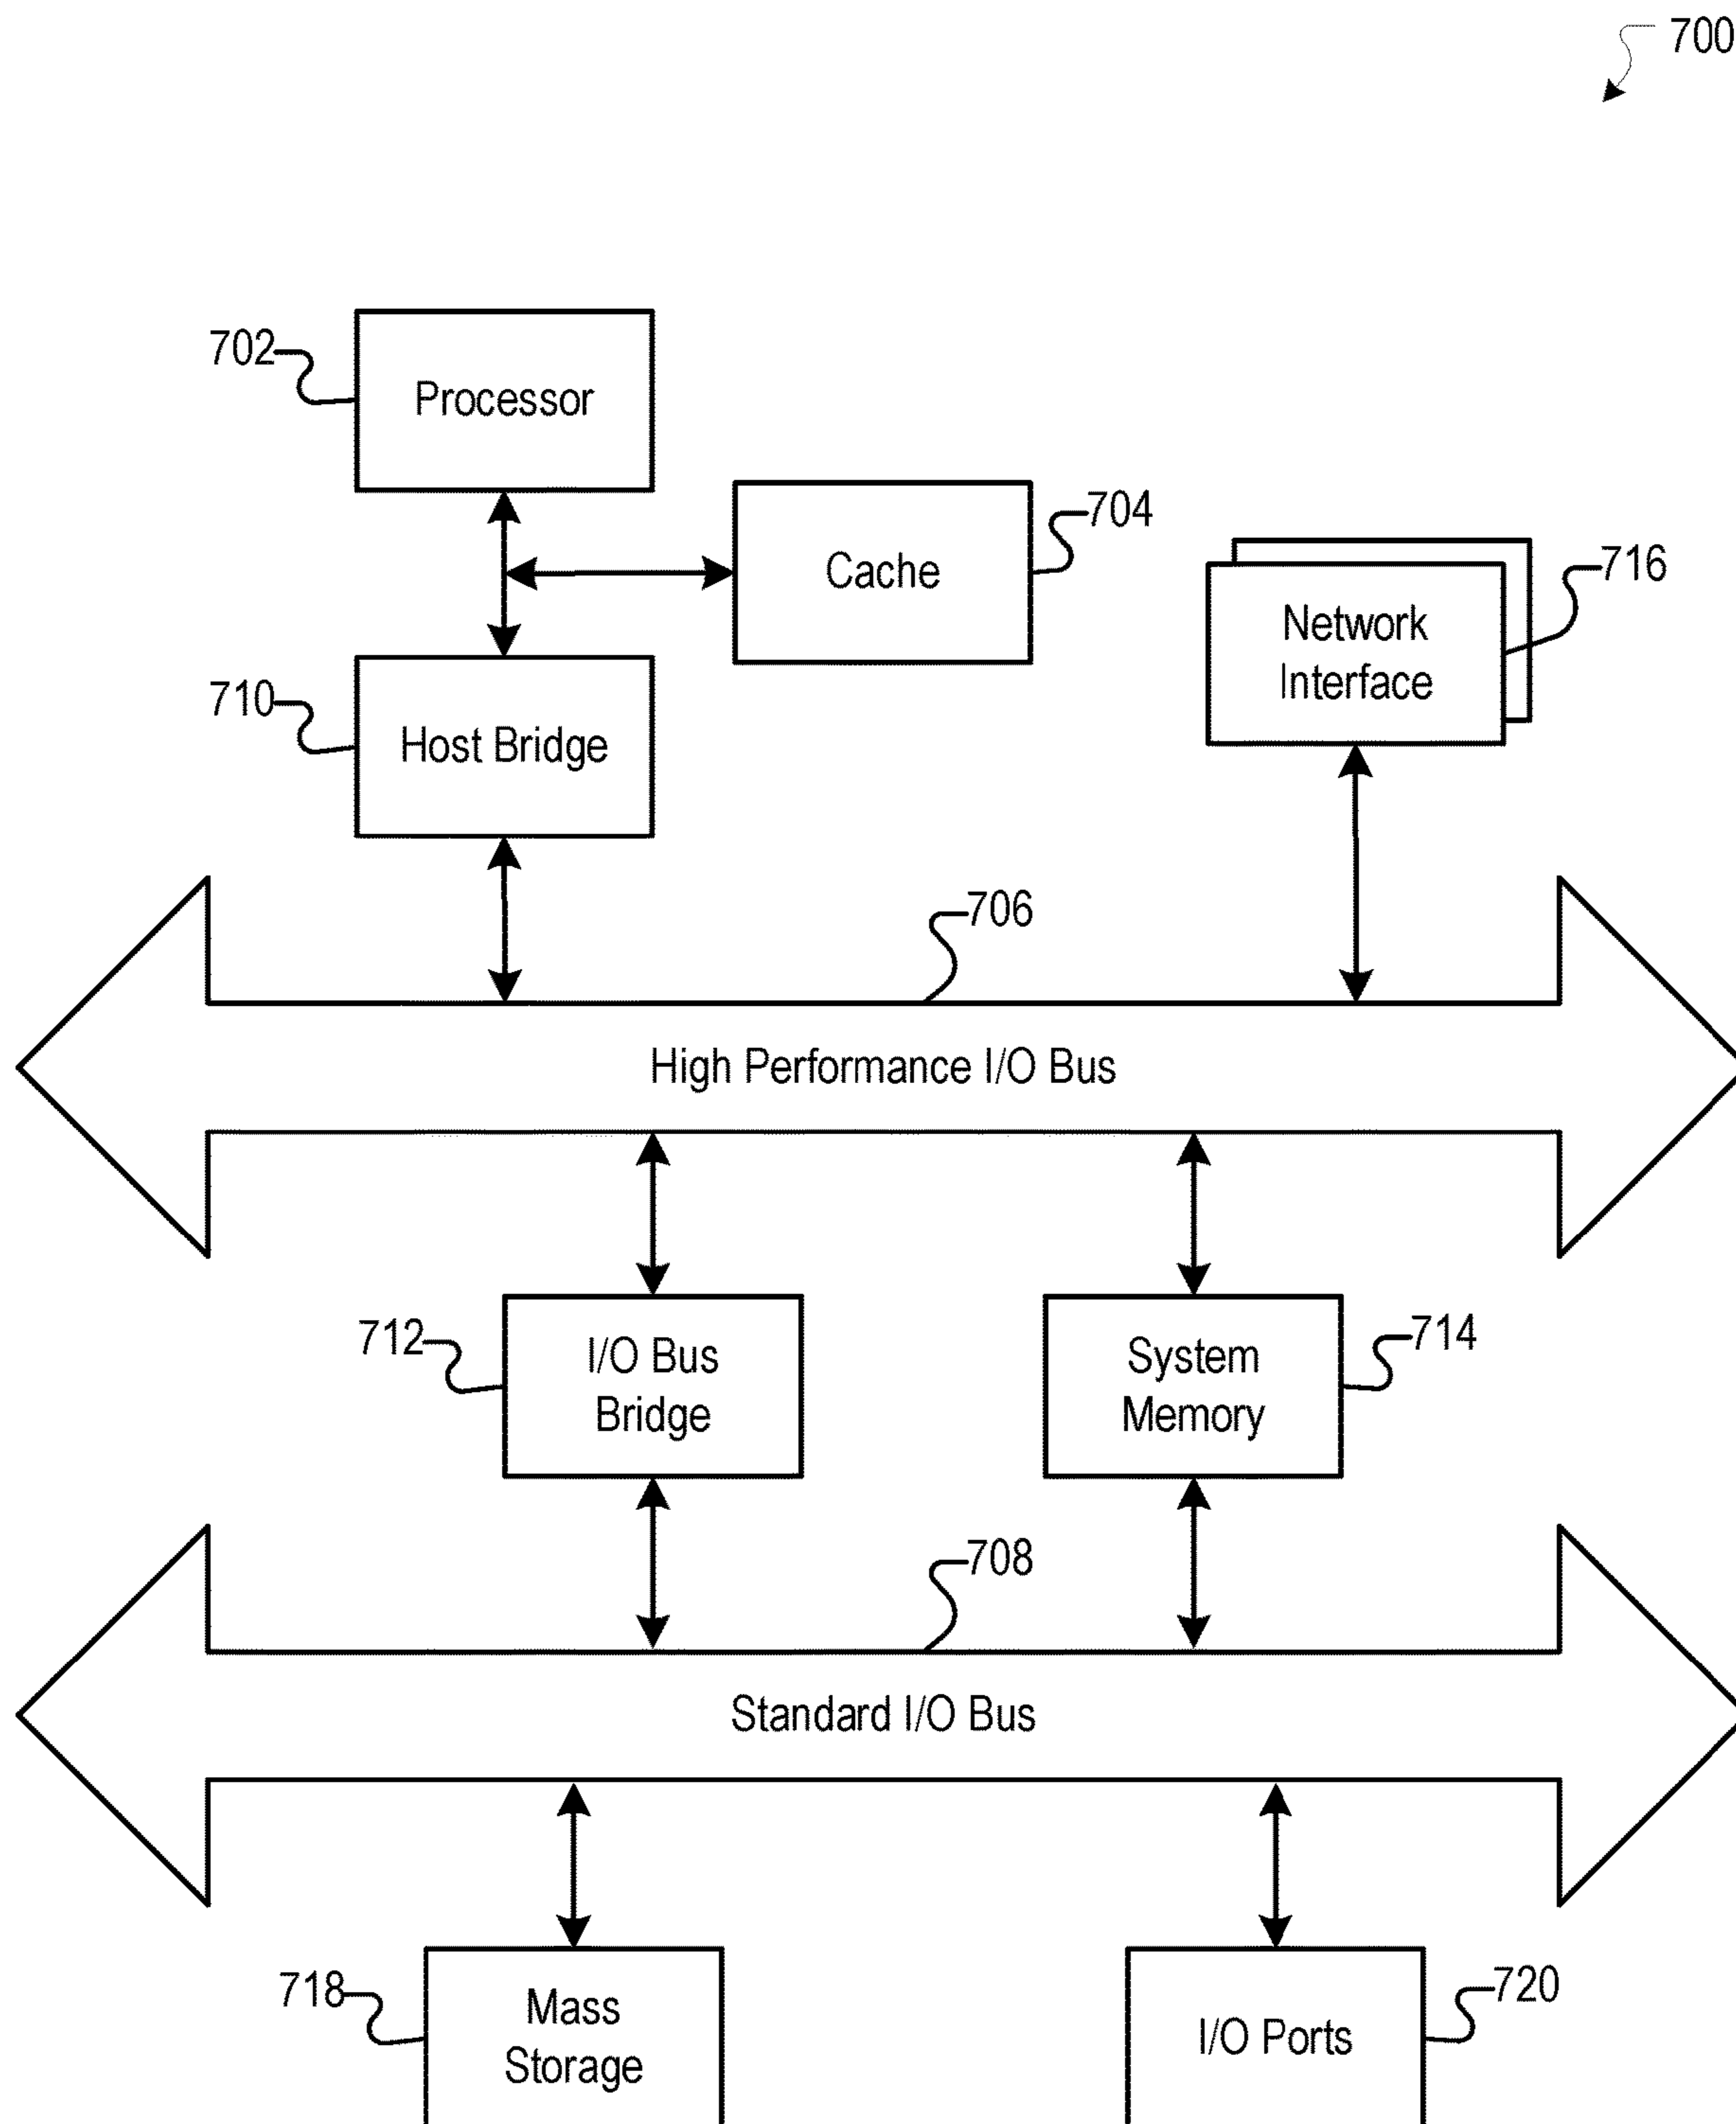 700
702
Processor
704
Cache
716
Network
Interface
710
Host Bridge
706
High Performance I/O Bus
712
I/O Bus
Bridge
714
System
Memory
708
Standard I/O Bus
718
Mass
Storage
720
I/O Ports